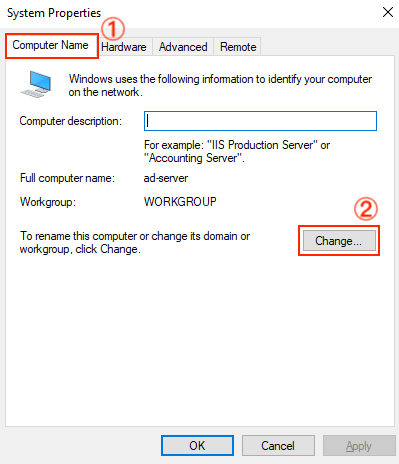 System Properties
①
Computer Name Hardware Advanced Remote
Windows uses the following information to identify your computer
on the network.
Computer description:
For example: "IIS Production Server" or
"Accounting Server".
Full computer name: ad-server
Workgroup: WORKGROUP
②
To rename this computer or change its domain or
workgroup, click Change.
Change...
OK Cancel Apply